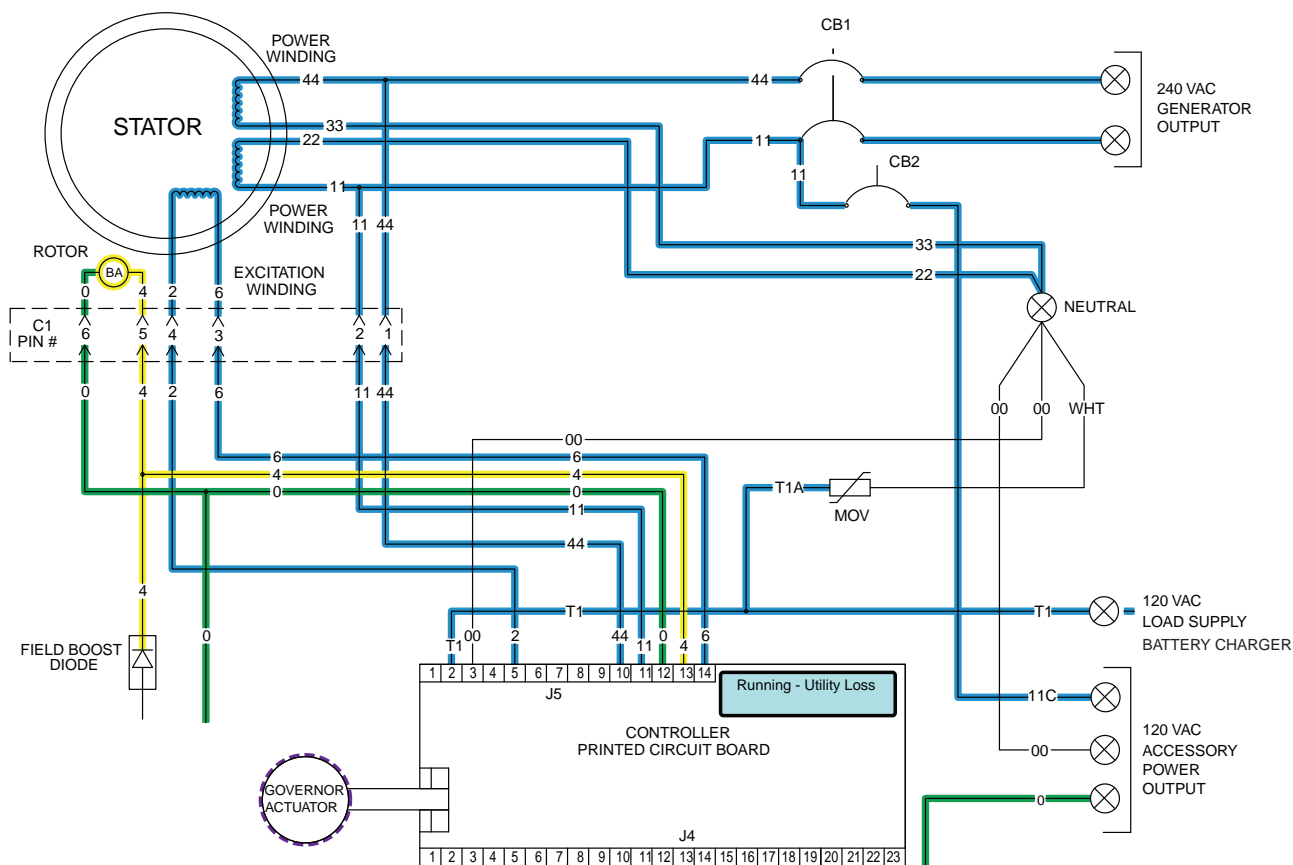 CB1
POWER
WINDING
44
44
240 VAC
GENERATOR
OUTPUT
STATOR
33
22
11
CB2
11
11
POWER
WINDING
11
44
33
22
ROTOR
BA
EXCITATION
WINDING
0
4
2
6
NEUTRAL
C1
PIN #
6
5
4
3
2
1
0
4
2
6
11
44
00
00
WHT
00
6
6
4
4
0
0
T1A
11
MOV
44
4
T1
T1
120 VAC
LOAD SUPPLY
BATTERY CHARGER
0
T1
00
2
44
11
0
4
6
FIELD BOOST
DIODE
1 2 3 4 5 6 7 8 9 10 11 12 13 14
J5
Running - Utility Loss
11C
CONTROLLER
PRINTED CIRCUIT BOARD
120 VAC
ACCESSORY
POWER
OUTPUT
00
0
GOVERNOR
ACTUATOR
J4
1 2 3 4 5 6 7 8 9 10 11 12 13 14 15 16 17 18 19 20 21 22 23